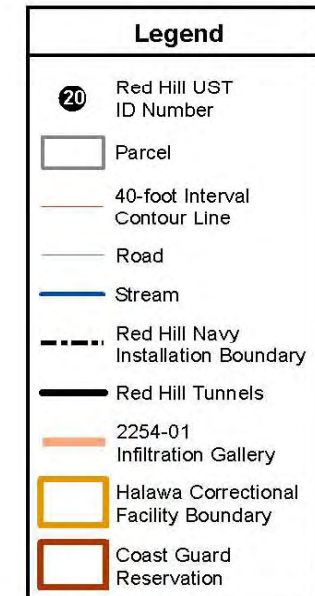 Legend
20
Red Hill UST
ID Number
Parcel
40-foot Interval
Contour Line
Road
Stream
Red Hill Navy
Installation Boundary
Red Hill Tunnels
2254-01
Infiltration Gallery
Halawa Correctional
Facility Boundary
Coast Guard
Reservation